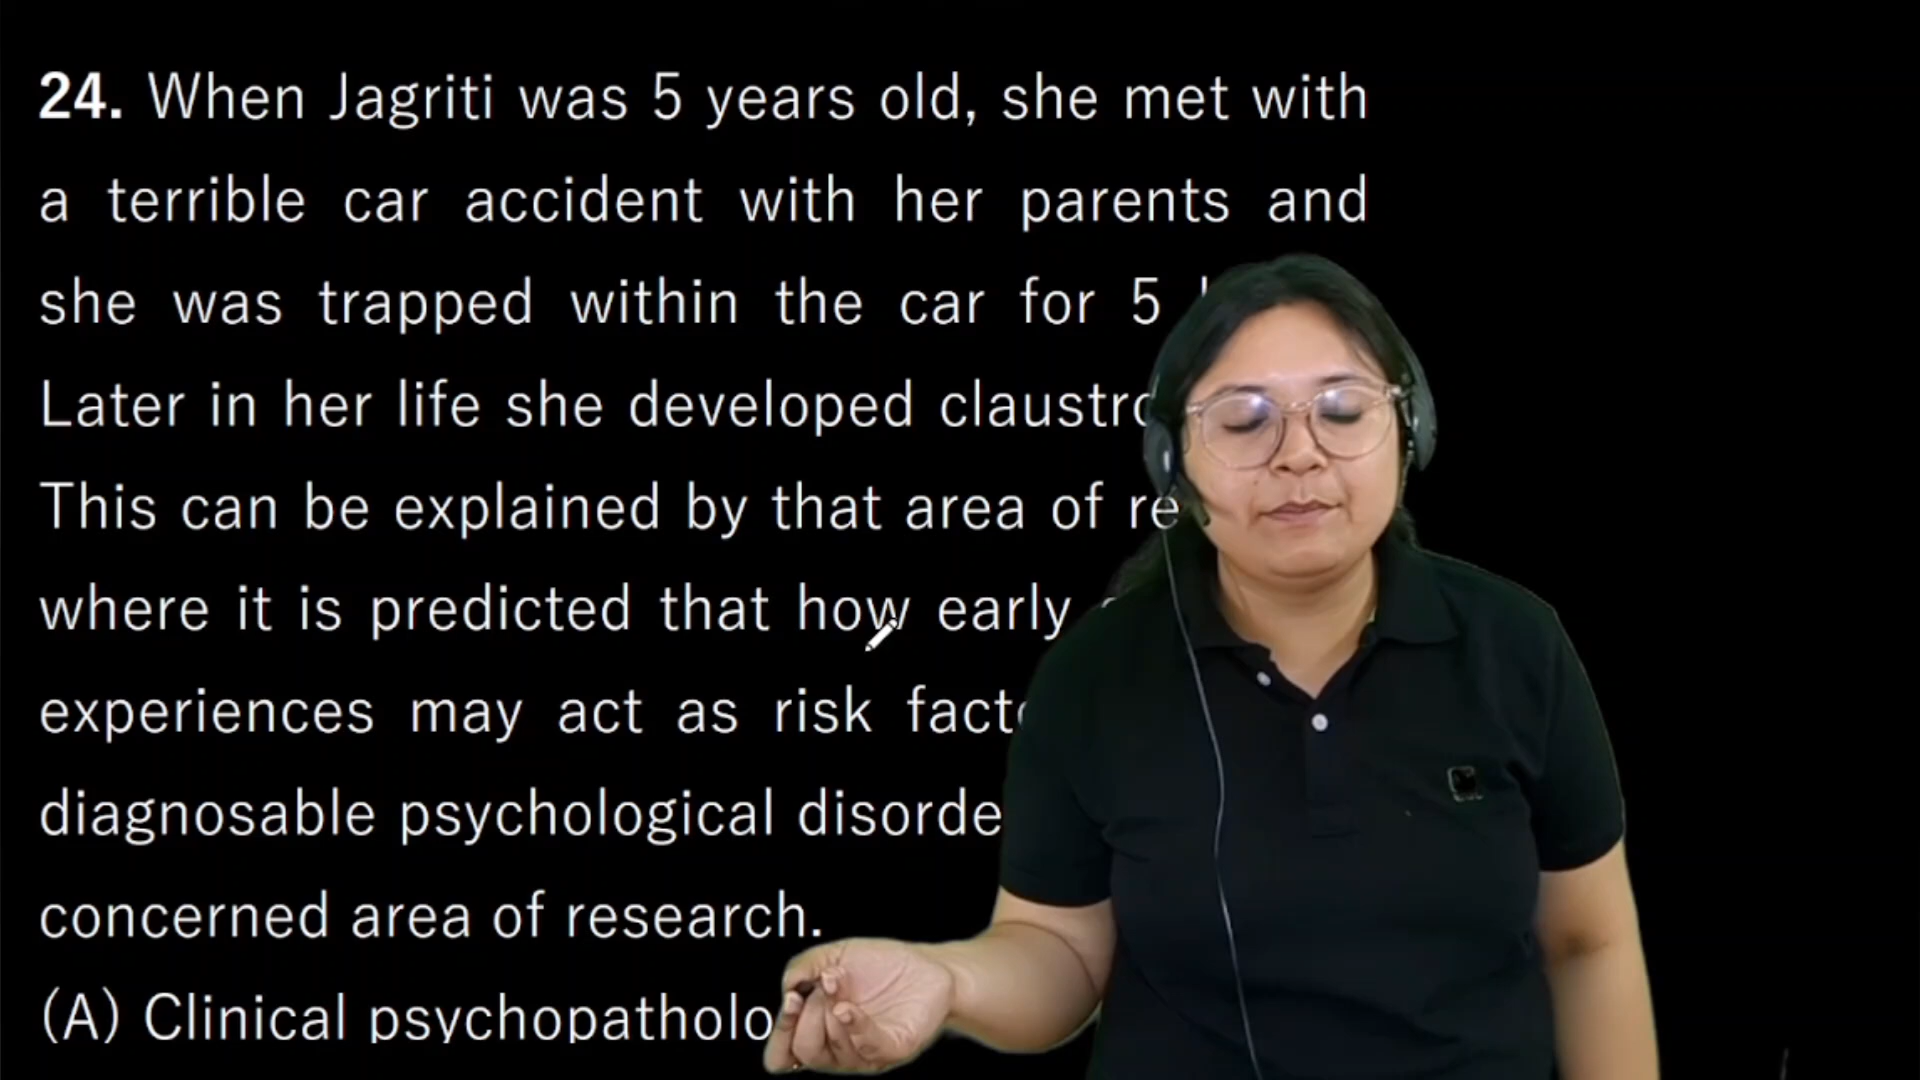 24. When Jagriti was 5 years old, she met with
a terrible car accident with her parents and
she was trapped within the car for 5
Later in her life she developed
This can be explained by that area of
where it is predicted that how early
experiences may act as risk
diagnosable psychological
concerned area of research.
(A) Clinical